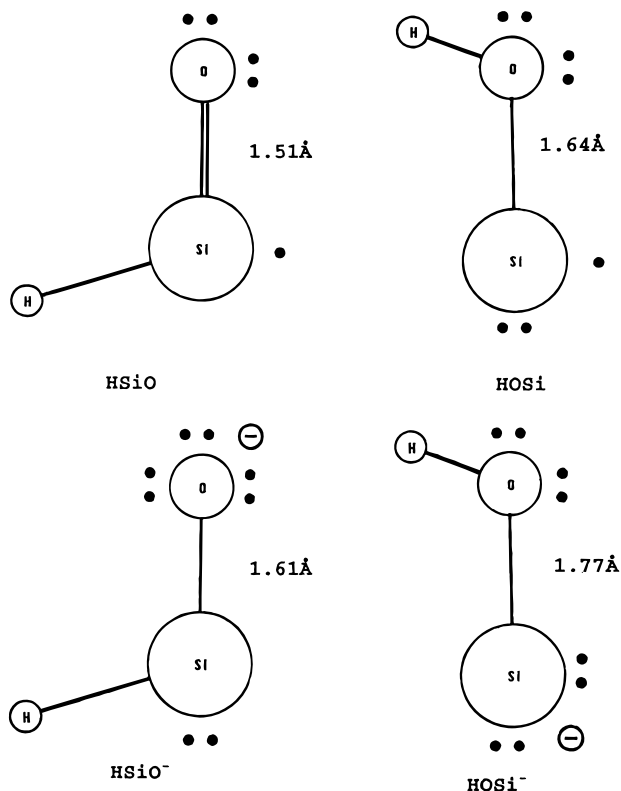 O
1.51Å
Si
H
HSiO
H
O
1.64Å
Si
HOSi
⊖
O
1.61Å
Si
H
HSiO⁻
H
O
1.77Å
Si
⊖
HOSi⁻